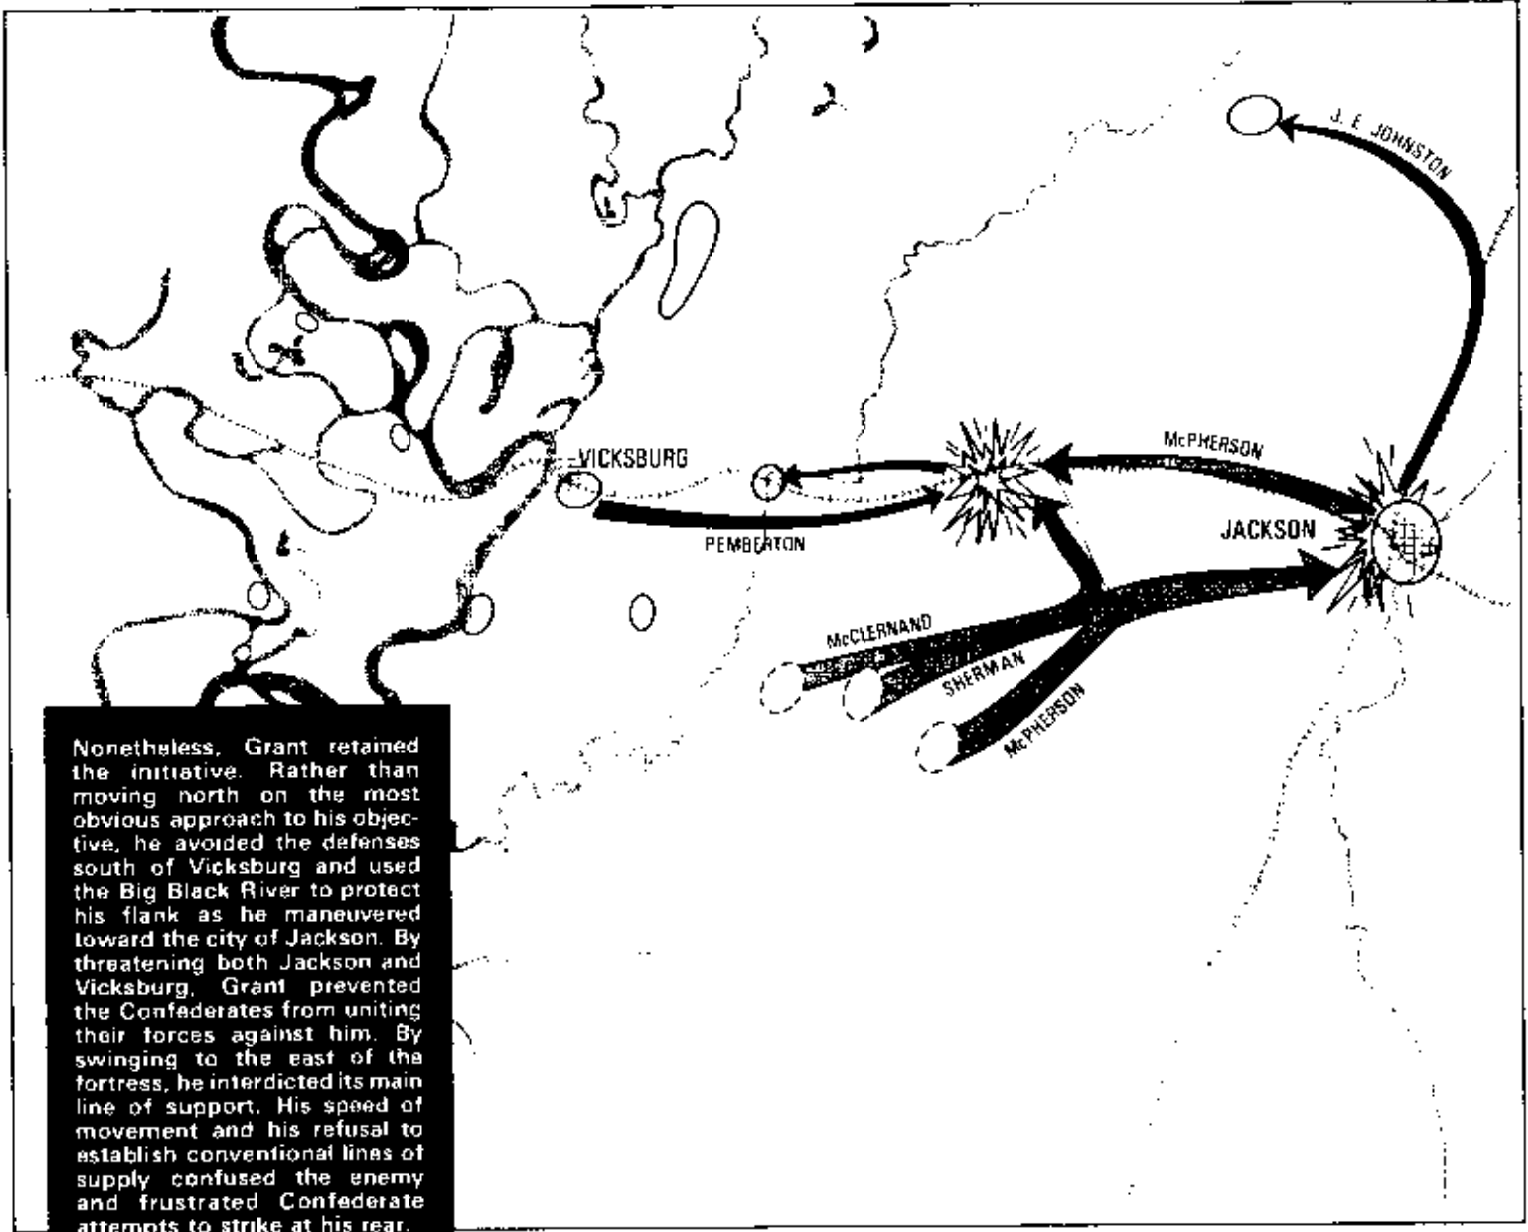 J. E. JOHNSTON
McPHERSON
VICKSBURG
JACKSON
PEMBERTON
McCLERNAND
SHERMAN
McPHERSON
Nonetheless, Grant retained
the initiative. Rather than
moving north on the most
obvious approach to his objec-
tive, he avoided the defenses
south of Vicksburg and used
the Big Black River to protect
his flank as he maneuvered
toward the city of Jackson. By
threatening both Jackson and
Vicksburg, Grant prevented
the Confederates from uniting
their forces against him. By
swinging to the east of the
fortress, he interdicted its main
line of support. His speed of
movement and his refusal to
establish conventional lines of
supply confused the enemy
and frustrated Confederate
attempts to strike at his rear.